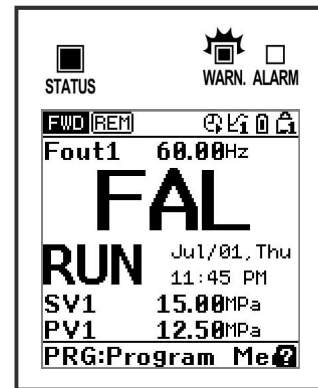 STATUS
WARN. ALARM
FWD REM
Fout1 60.00Hz
FAL
RUN
Jul/01,Thu
11:45 PM
SV1 15.00MPa
PV1 12.50MPa
PRG:Program Me?